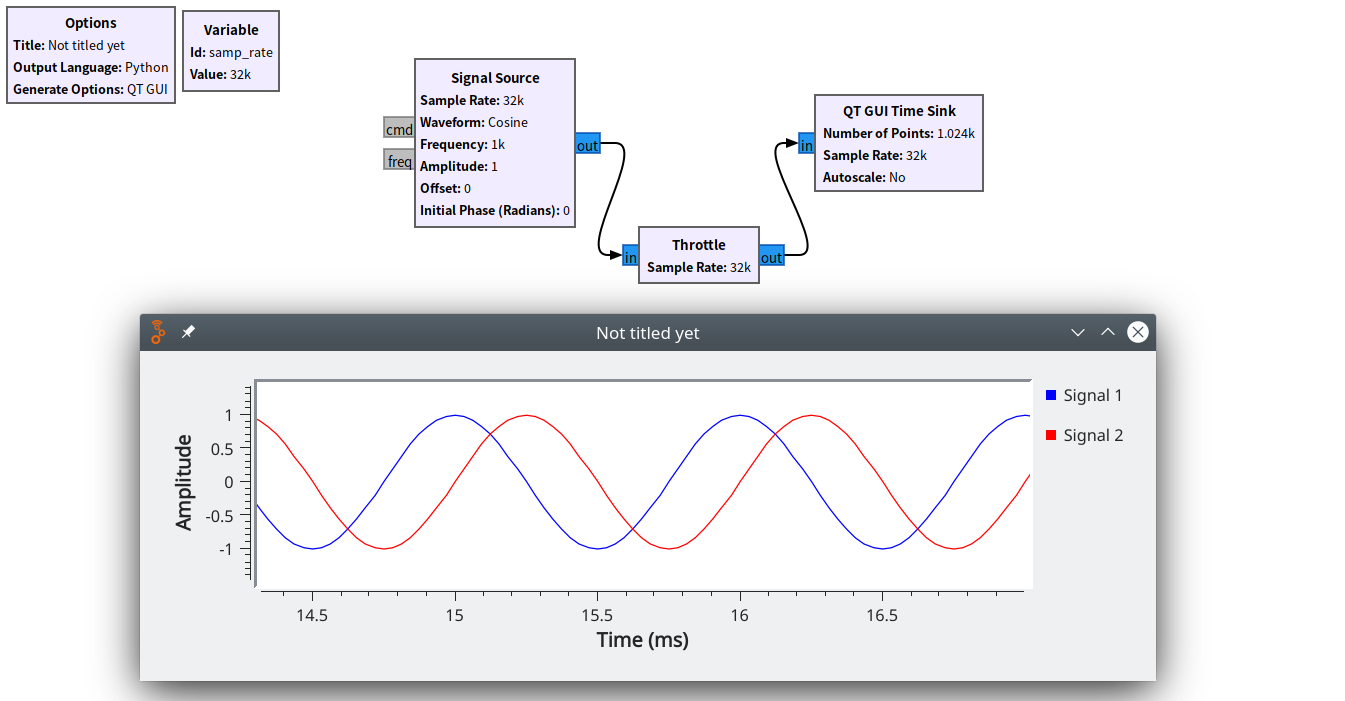 Options
Title: Not titled yet
Output Language: Python
Generate Options: QT GUI
Variable
Id: samp_rate
Value: 32k
cmd
freq
Signal Source
Sample Rate: 32k
Waveform: Cosine
Frequency: 1k
Amplitude: 1
Offset: 0
Initial Phase (Radians): 0
out
in
Throttle
Sample Rate: 32k
out
in
QT GUI Time Sink
Number of Points: 1.024k
Sample Rate: 32k
Autoscale: No
Not titled yet
Amplitude
1
0.5
0
-0.5
-1
14.5 15 15.5 16 16.5
Time (ms)
Signal 1
Signal 2